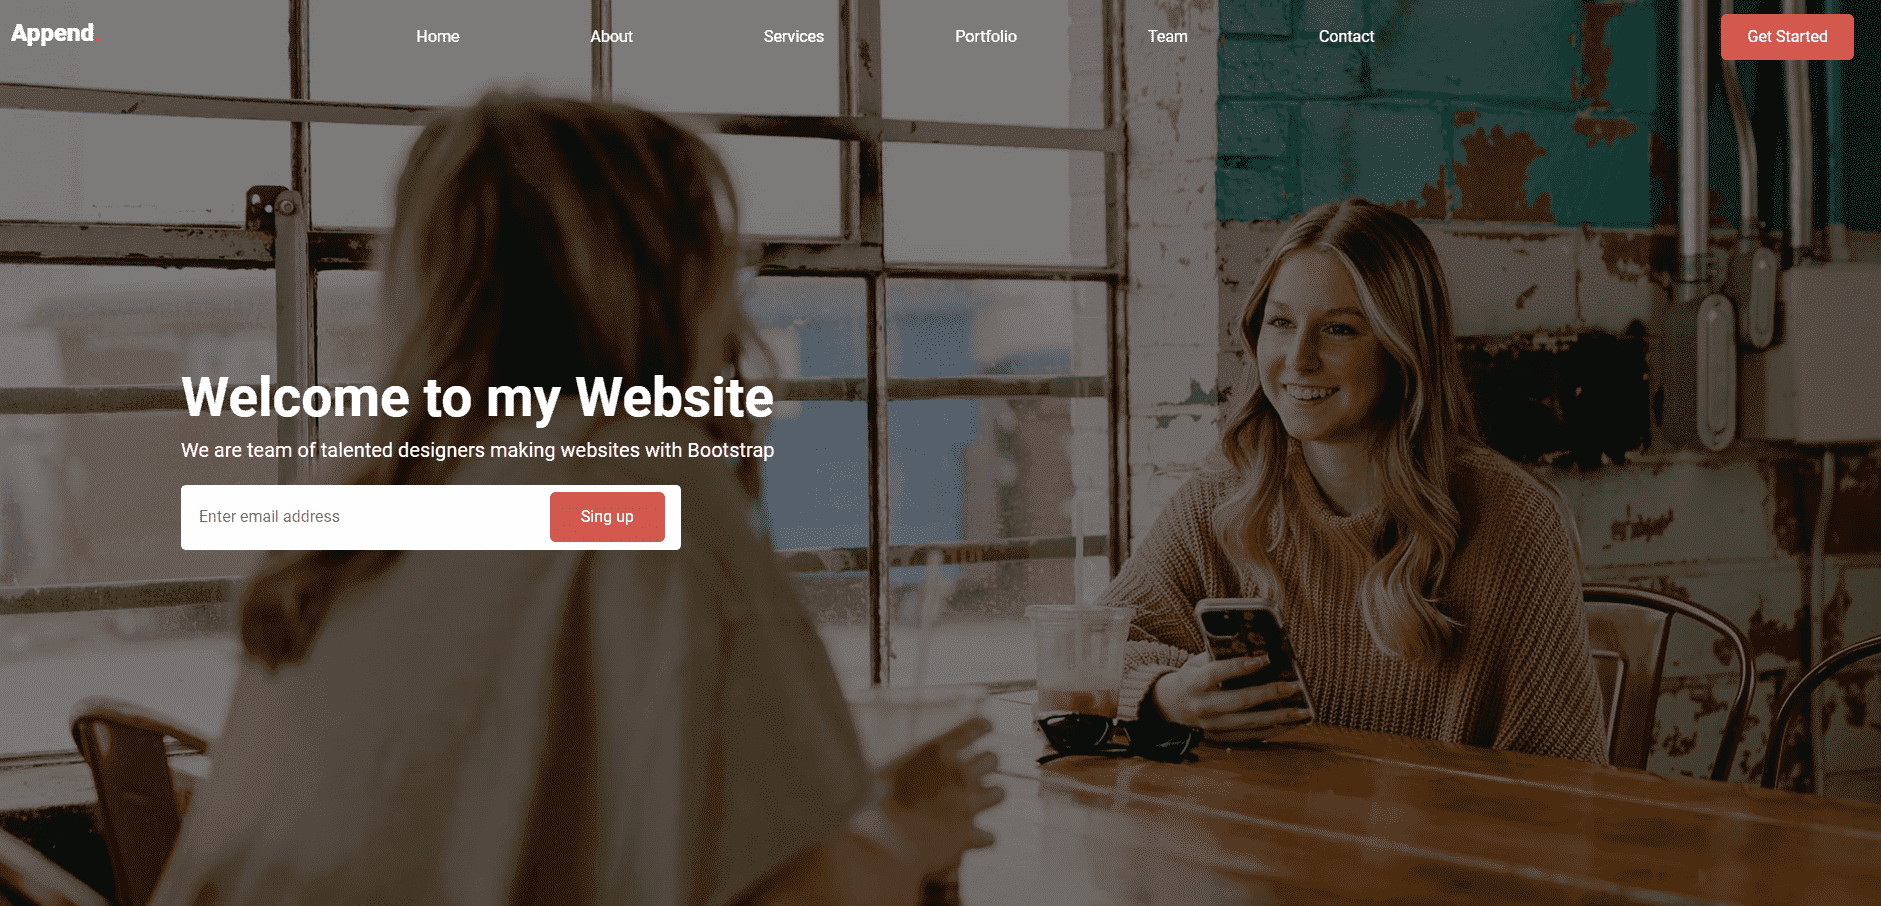 Append.
Home About Services Portfolio Team Contact Get Started
Welcome to my Website
We are team of talented designers making websites with Bootstrap
Enter email address Sing up